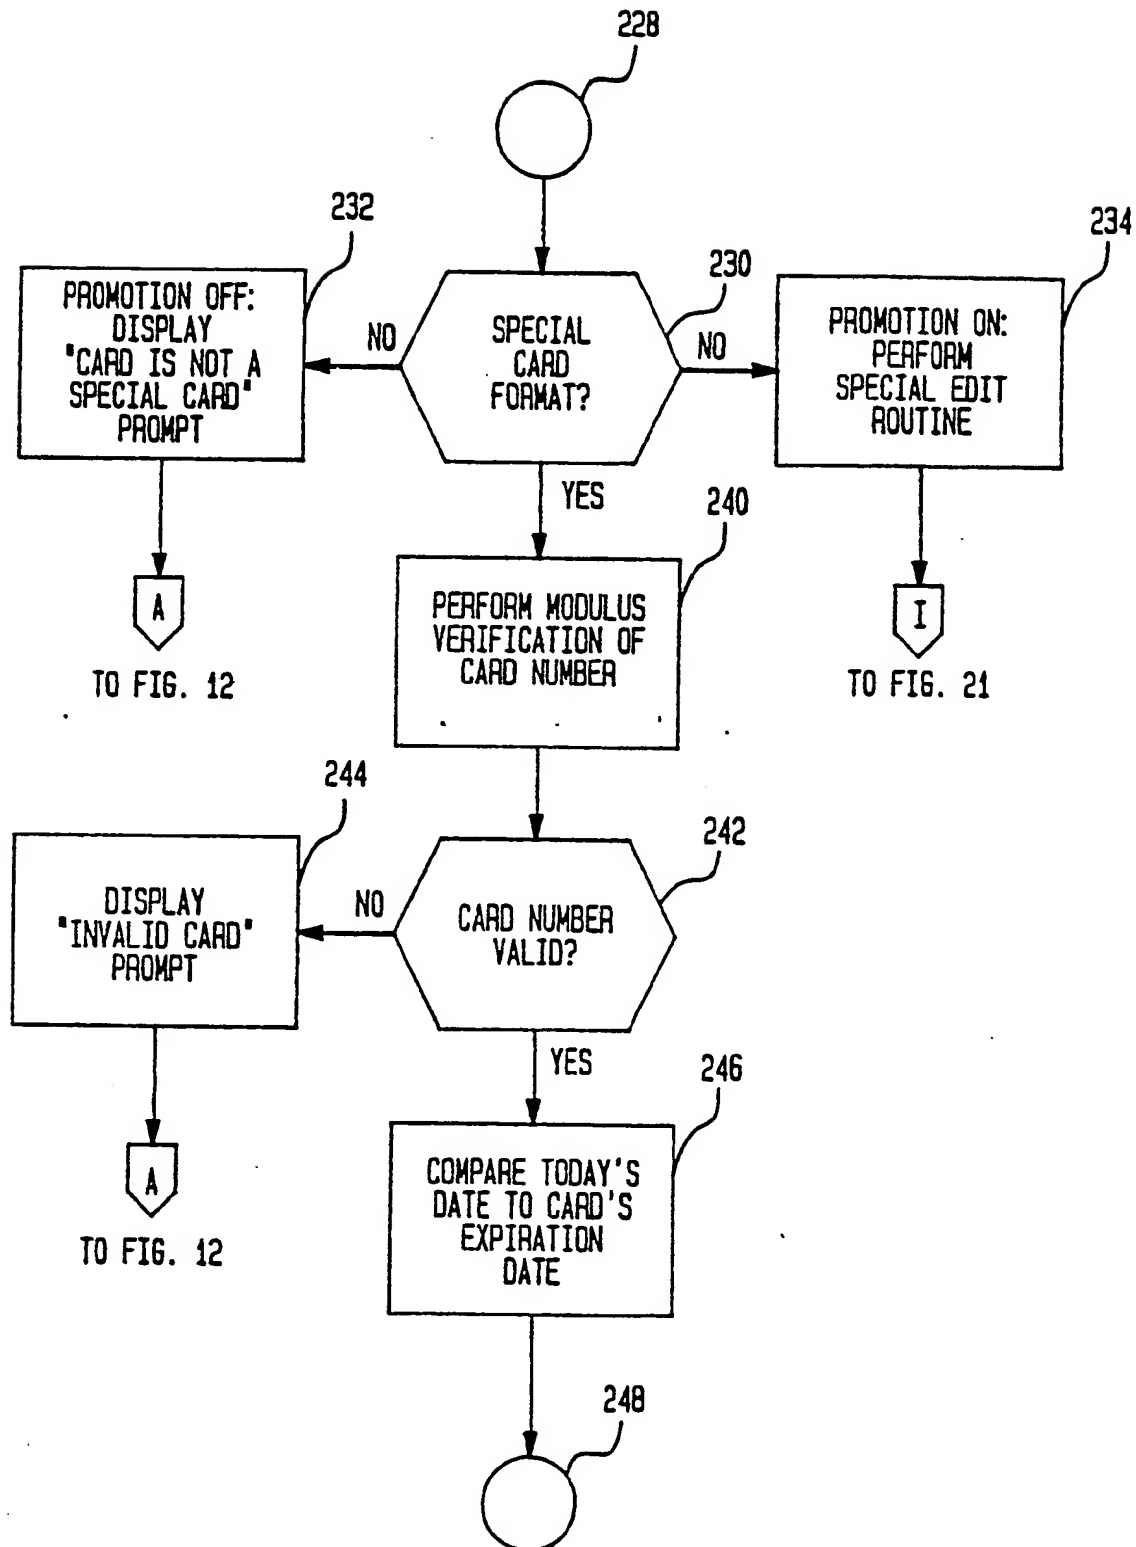 228
232
PROMOTION OFF:
DISPLAY
"CARD IS NOT A
SPECIAL CARD"
PROMPT
NO
230
SPECIAL
CARD
FORMAT?
NO
234
PROMOTION ON:
PERFORM
SPECIAL EDIT
ROUTINE
YES
A
TO FIG. 12
240
PERFORM MODULUS
VERIFICATION OF
CARD NUMBER
I
TO FIG. 21
244
DISPLAY
"INVALID CARD"
PROMPT
NO
242
CARD NUMBER
VALID?
YES
A
TO FIG. 12
246
COMPARE TODAY'S
DATE TO CARD'S
EXPIRATION
DATE
248